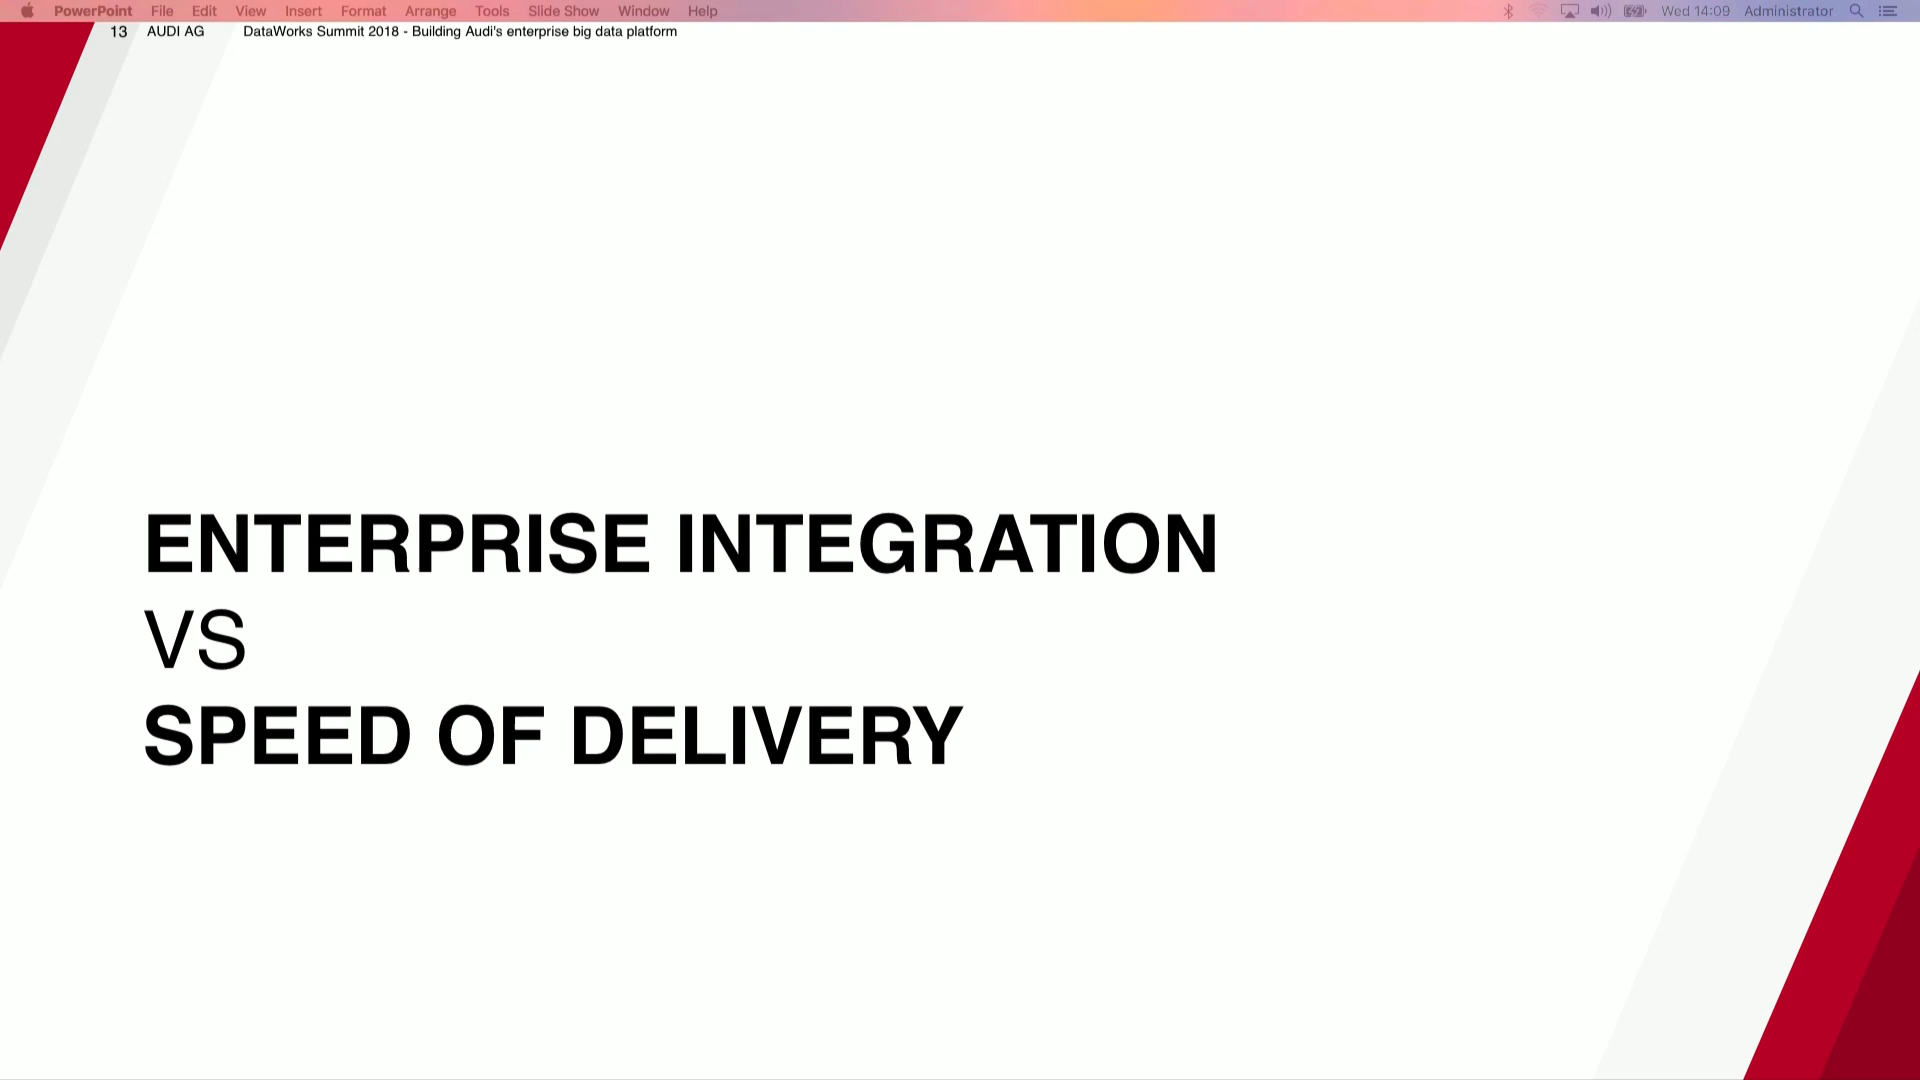 PowerPoint File Edit View Insert Format Arrange Tools Slide Show Window Help Wed 14:09 Administrator
13 AUDI AG DataWorks Summit 2018 - Building Audi's enterprise big data platform
ENTERPRISE INTEGRATION
VS
SPEED OF DELIVERY